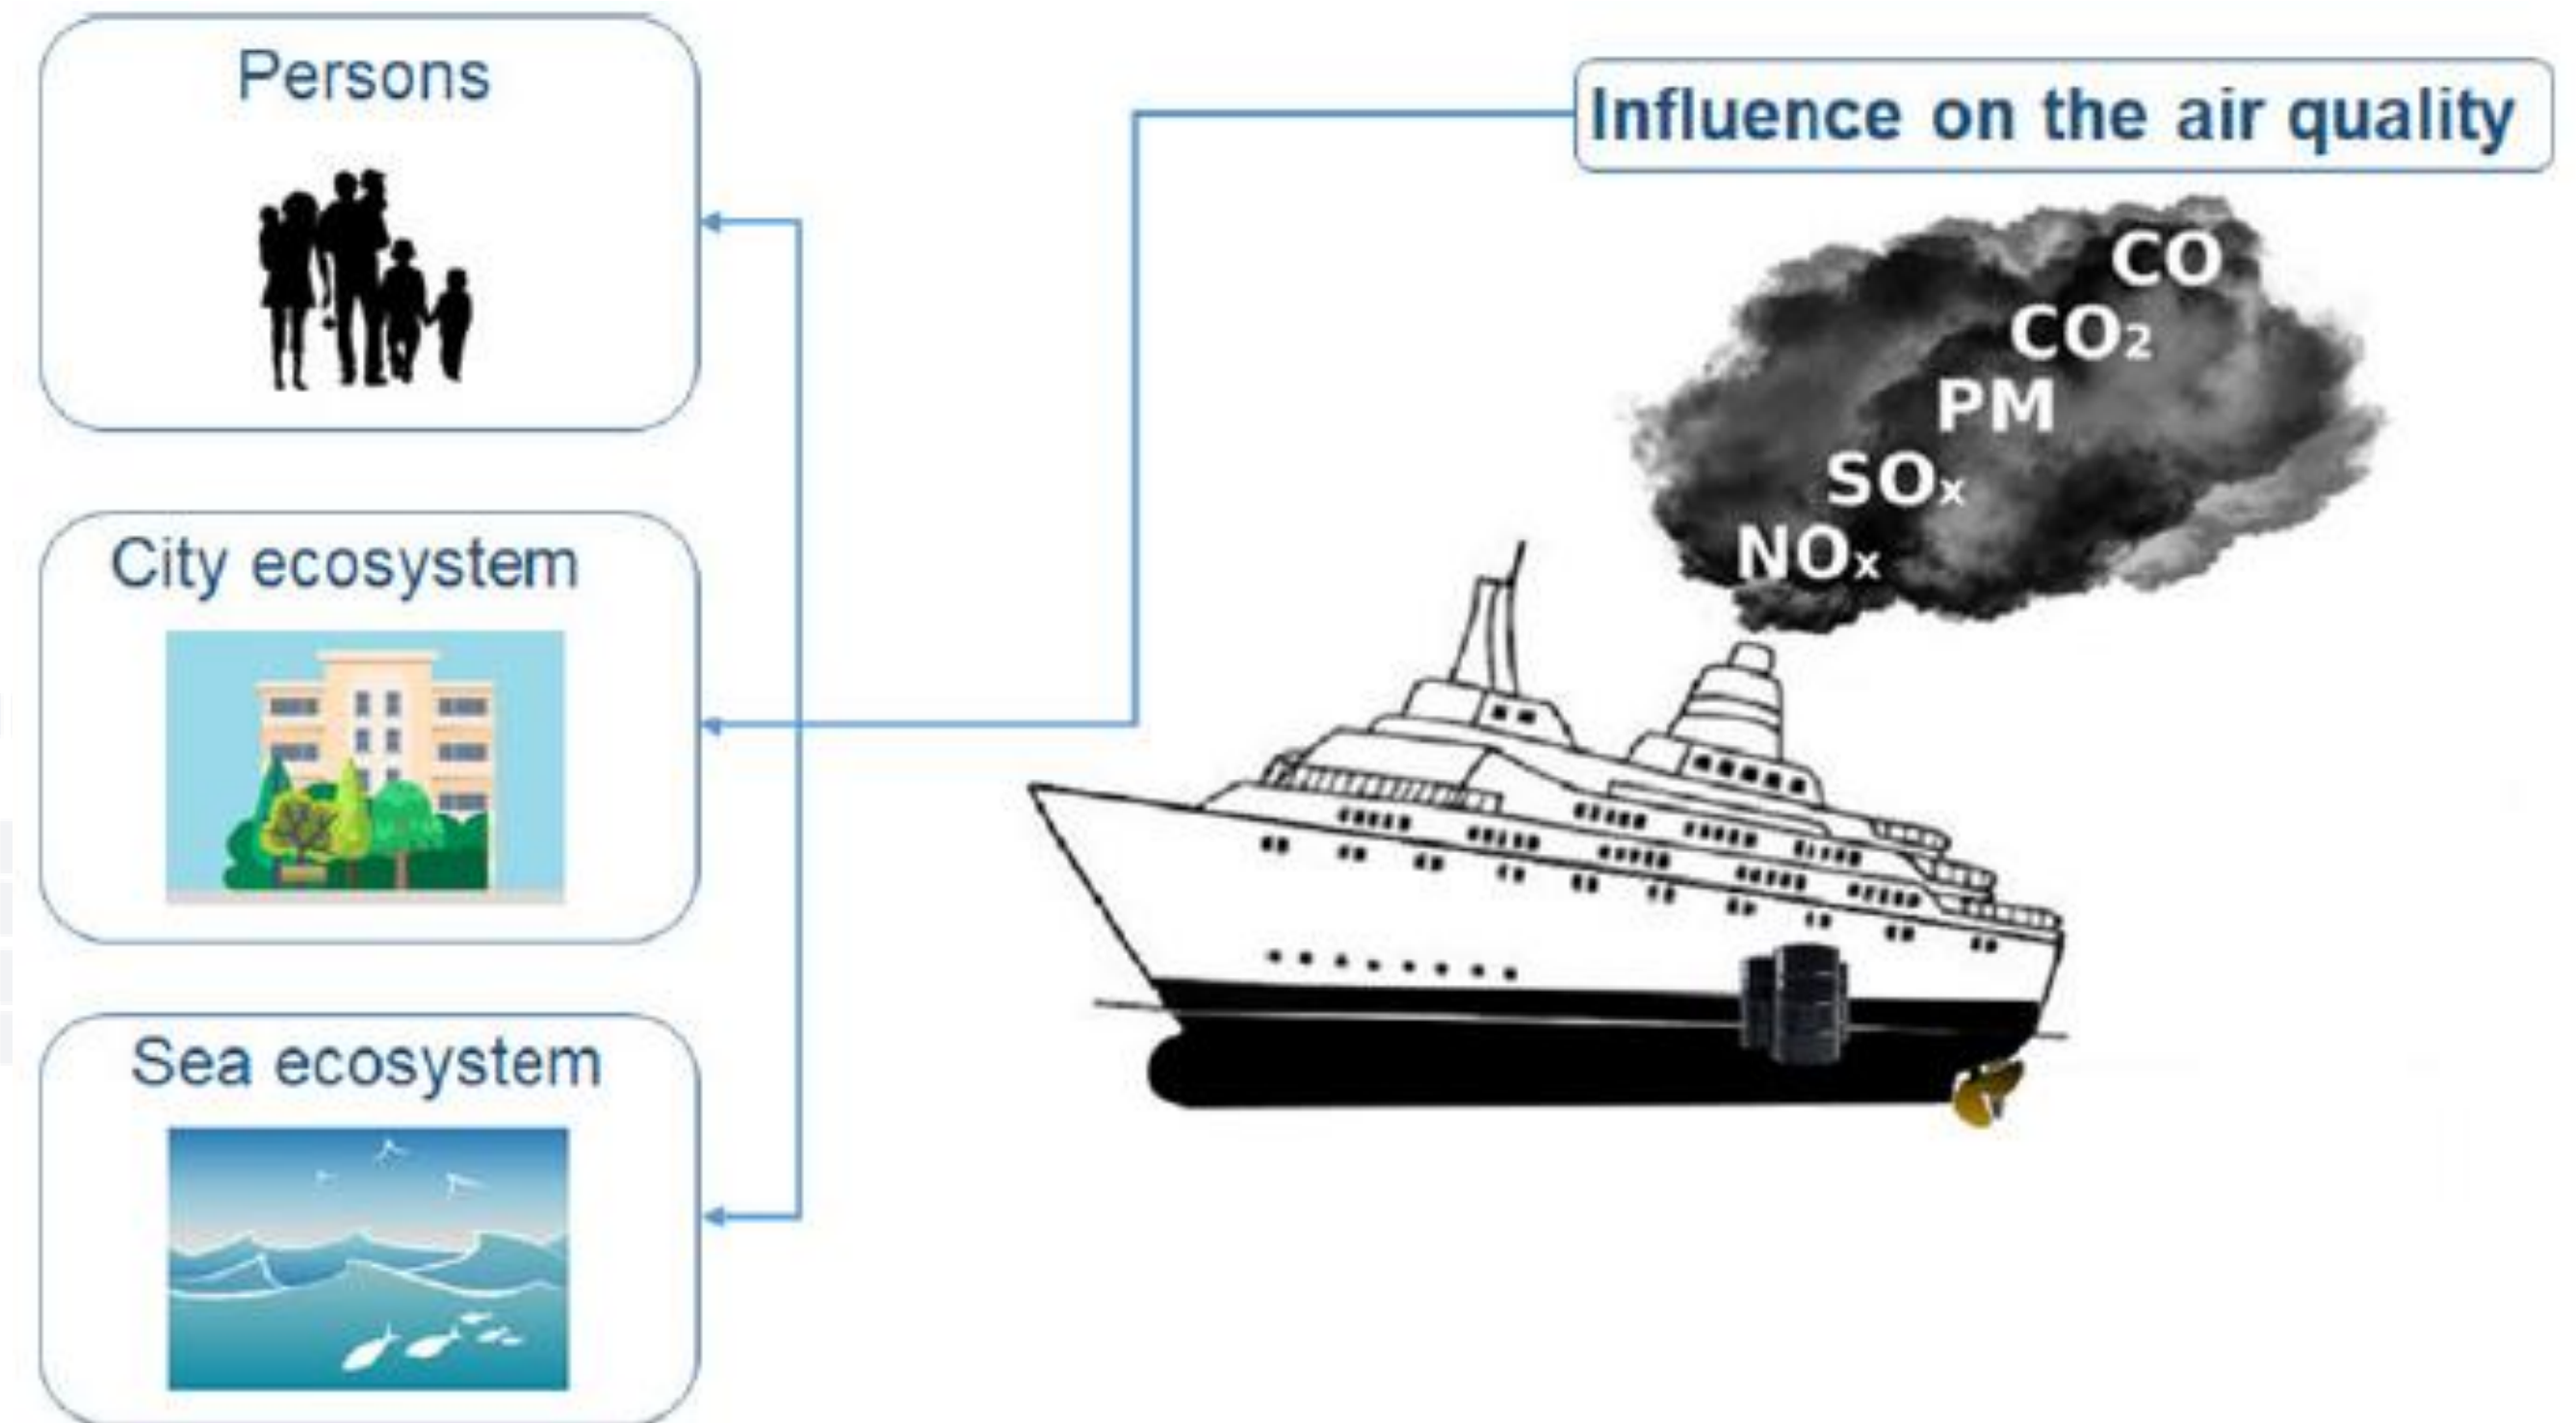 Persons
City ecosystem
Sea ecosystem
Influence on the air quality
CO
CO₂
PM
SOₓ
NOₓ